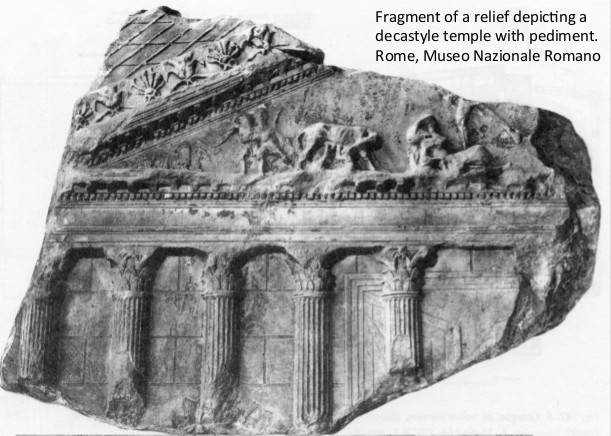 Fragment of a relief depicting a
decastyle temple with pediment.
Rome, Museo Nazionale Romano